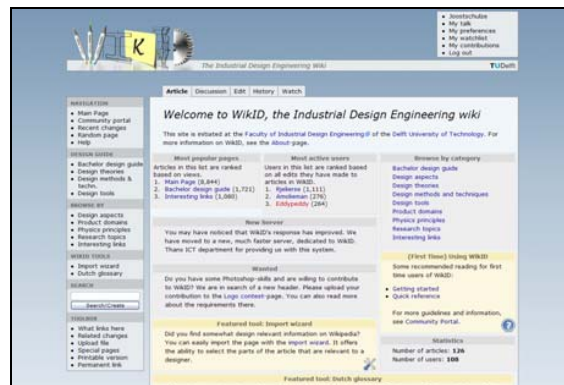 Joostschulze
My talk
My preferences
My watchlist
My contributions
Log out
K
The Industrial Design Engineering Wiki
TUDelft
Article Discussion Edit History Watch
NAVIGATION
Main Page
Community portal
Recent changes
Random page
Help
DESIGN GUIDE
Bachelor design guide
Design theories
Design methods &
techn.
Design tools
BROWSE BY
Design aspects
Product domains
Physics principles
Research topics
Interesting links
WIKID TOOLS
Import wizard
Dutch glossary
SEARCH
Search/Create
TOOLBOX
What links here
Related changes
Upload file
Special pages
Printable version
Permanent link
Welcome to WikID, the Industrial Design Engineering wiki
This site is initiated at the Faculty of Industrial Design Engineering of the Delft University of Technology. For
more information on WikID, see the About-page.
Most popular pages
Articles in this list are ranked
based on views.
1. Main Page (8,844)
2. Bachelor design guide (1,721)
3. Interesting links (1,080)
Most active users
Users in this list are ranked based
on all edits they have made to
articles in WikID.
1. Rjelierse (1,111)
2. Amolkeman (276)
3. Eddypeddy (264)
New Server
You may have noticed that WikID's response has improved. We
have moved to a new, much faster server, dedicated to WikID.
Thanx ICT department for providing us with this system.
Wanted
Do you have some Photoshop-skills and are willing to contribute
to WikID? We are in search of a new header. Please upload your
contribution to the Logo contest-page. You can also read more
about the requirements there.
Featured tool: Import wizard
Did you find somewhat design relevant information on Wikipedia?
You can easily import the page with the import wizard. It offers
the ability to select the parts of the article that are relevant to a
designer.
Featured tool: Dutch glossary
Browse by category
Bachelor design guide
Design aspects
Design theories
Design methods and techniques
Design tools
Product domains
Physics principles
Research topics
Interesting links
(First Time) Using WikID
Some recommended reading for first
time users of WikID:
Getting started
Quick reference
For more guidelines and information,
see Community Portal.
Statistics
Number of articles: 126
Number of users: 108